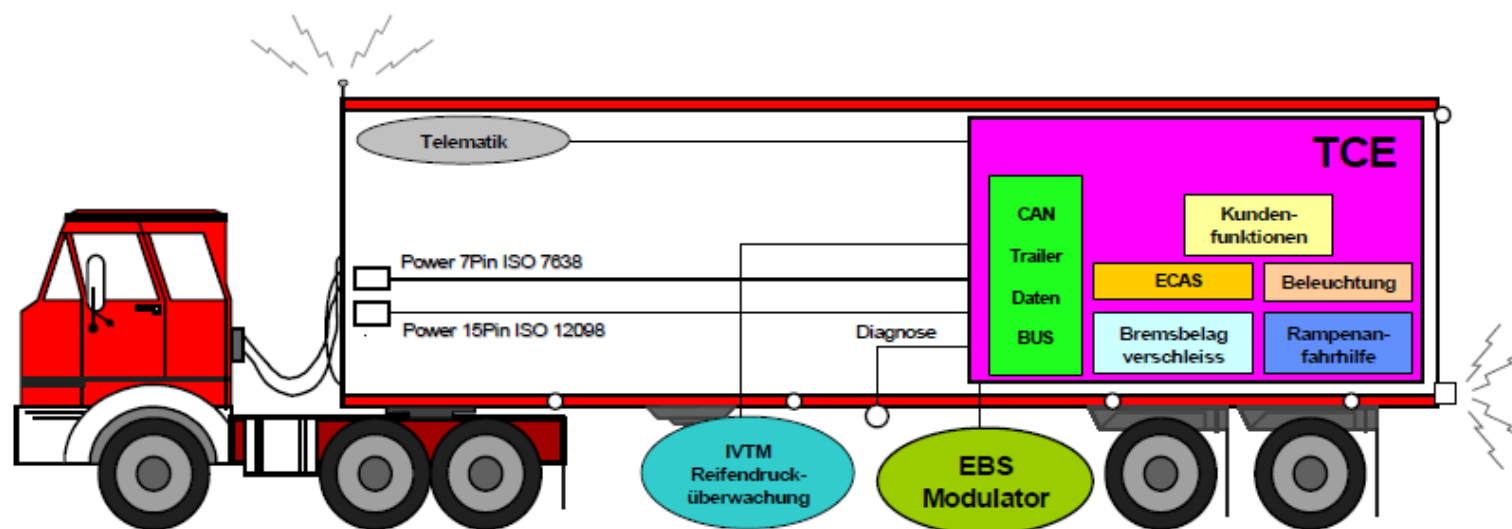 Telematik
TCE
CAN
Trailer
Daten
BUS
Kunden-
funktionen
ECAS
Beleuchtung
Bremsbelag
verschleiss
Rampenan-
fahrhilfe
Power 7Pin ISO 7638
Power 15Pin ISO 12098
Diagnose
IVTM
Reifendruck-
überwachung
EBS
Modulator